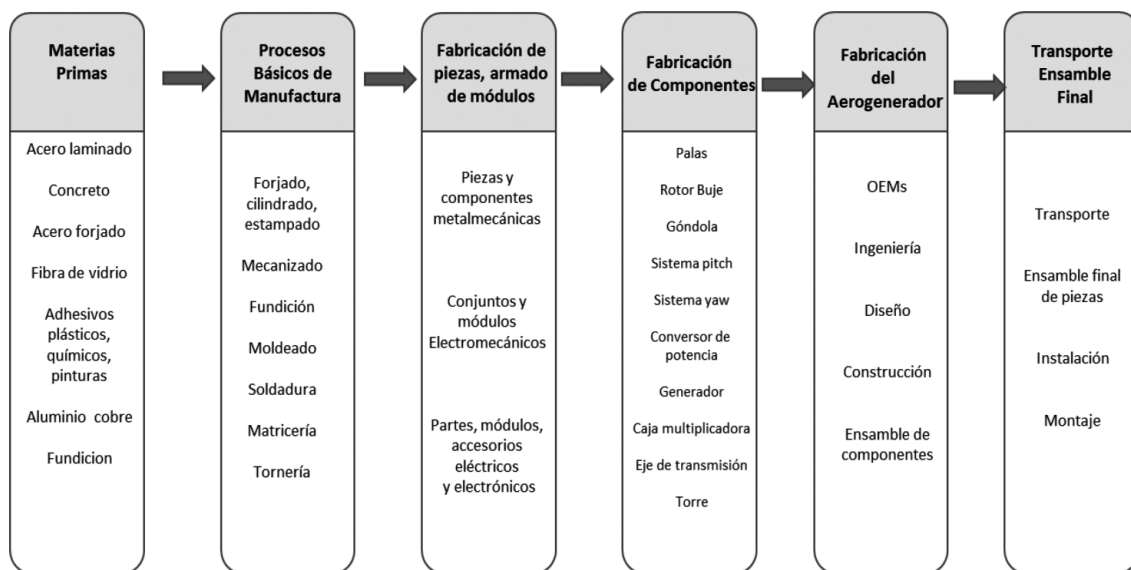 Materias
Primas
Acero laminado
Concreto
Acero forjado
Fibra de vidrio
Adhesivos
plásticos,
químicos,
pinturas
Aluminio cobre
Fundicion
Procesos
Básicos de
Manufactura
Forjado,
cilindrado,
estampado
Mecanizado
Fundición
Moldeado
Soldadura
Matricería
Tornería
Fabricación de
piezas, armado
de módulos
Piezas y
componentes
metalmecánicas
Conjuntos y
módulos
Electromecánicos
Partes, módulos,
accesorios
eléctricos
y electrónicos
Fabricación
de Componentes
Palas
Rotor Buje
Góndola
Sistema pitch
Sistema yaw
Conversor de
potencia
Generador
Caja multiplicadora
Eje de transmisión
Torre
Fabricación
del
Aerogenerador
OEMs
Ingeniería
Diseño
Construcción
Ensamble de
componentes
Transporte
Ensamble
Final
Transporte
Ensamble final
de piezas
Instalación
Montaje